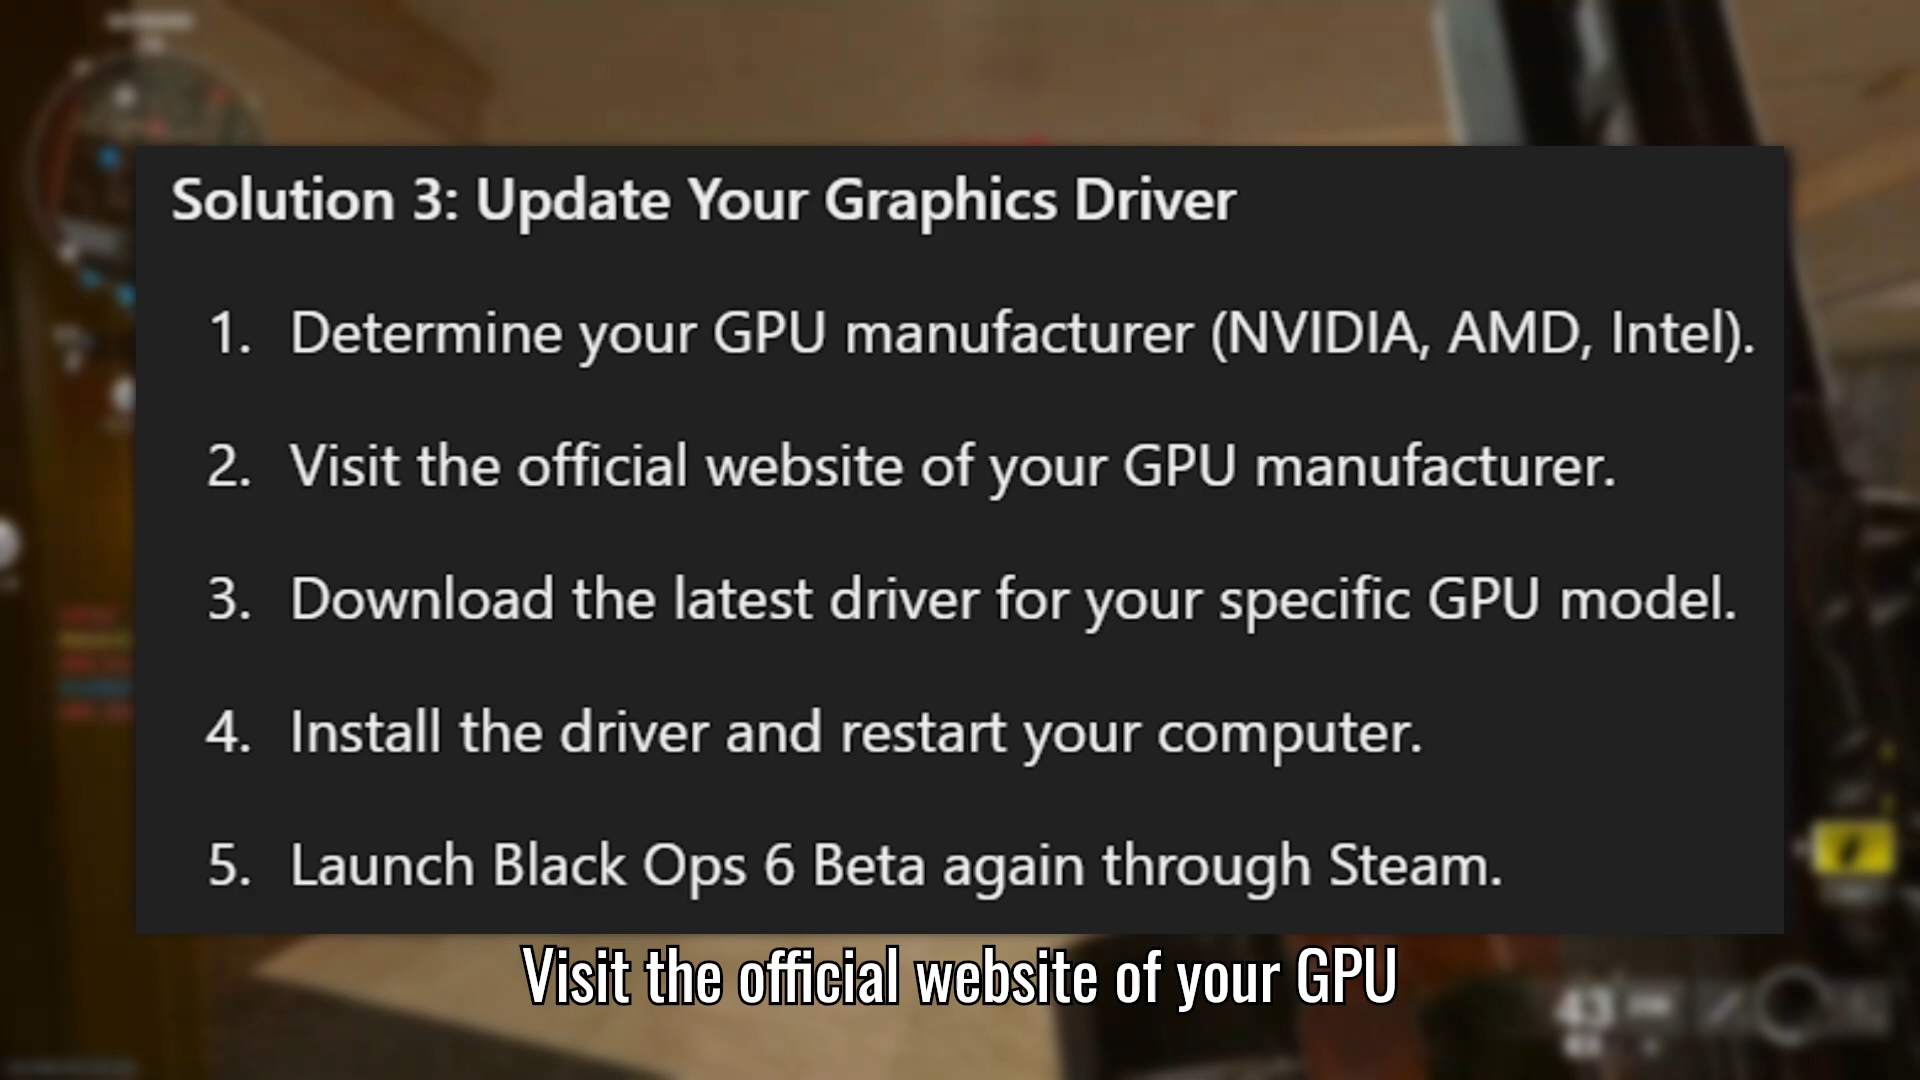 Solution 3: Update Your Graphics Driver
1. Determine your GPU manufacturer (NVIDIA, AMD, Intel).
2. Visit the official website of your GPU manufacturer.
3. Download the latest driver for your specific GPU model.
4. Install the driver and restart your computer.
5. Launch Black Ops 6 Beta again through Steam.
Visit the official website of your GPU
43